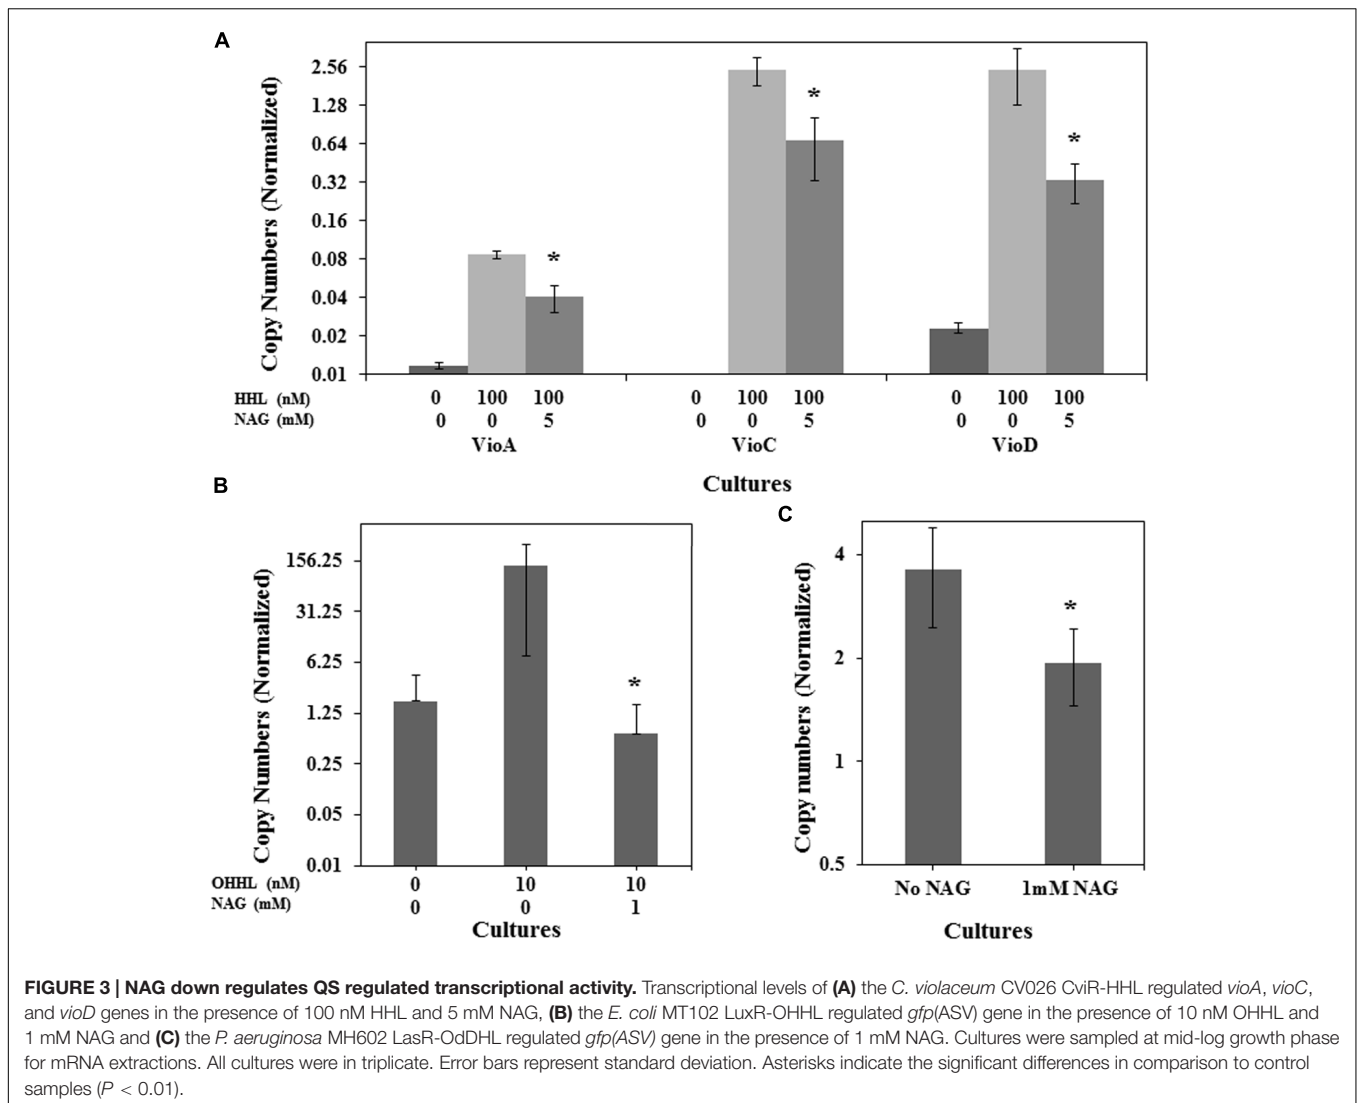 A
Copy Numbers (Normalized)
2.56
1.28
0.64
0.32
0.16
0.08
0.04
0.02
0.01
*
*
*
HHL (nM) 0 100 100 0 100 100 0 100 100
NAG (mM) 0 0 5 0 0 5 0 0 5
VioA VioC VioD
Cultures
B
Copy Numbers (Normalized)
156.25
31.25
6.25
1.25
0.25
0.05
0.01
*
OHHL (nM) 0 10 10
NAG (mM) 0 0 1
Cultures
C
Copy numbers (Normalized)
4
2
1
0.5
*
No NAG 1mM NAG
Cultures
FIGURE 3 | NAG down regulates QS regulated transcriptional activity. Transcriptional levels of (A) the C. violaceum CV026 CviR-HHL regulated vioA, vioC,
and vioD genes in the presence of 100 nM HHL and 5 mM NAG, (B) the E. coli MT102 LuxR-OHHL regulated gfp(ASV) gene in the presence of 10 nM OHHL and
1 mM NAG and (C) the P. aeruginosa MH602 LasR-OdDHL regulated gfp(ASV) gene in the presence of 1 mM NAG. Cultures were sampled at mid-log growth phase
for mRNA extractions. All cultures were in triplicate. Error bars represent standard deviation. Asterisks indicate the significant differences in comparison to control
samples (P < 0.01).